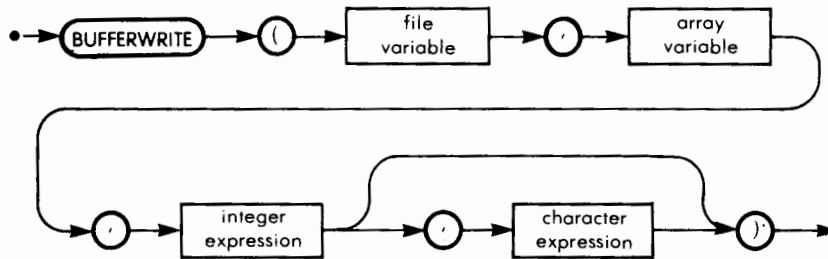 BUFFERWRITE ( file variable , array variable
, integer expression , character expression )